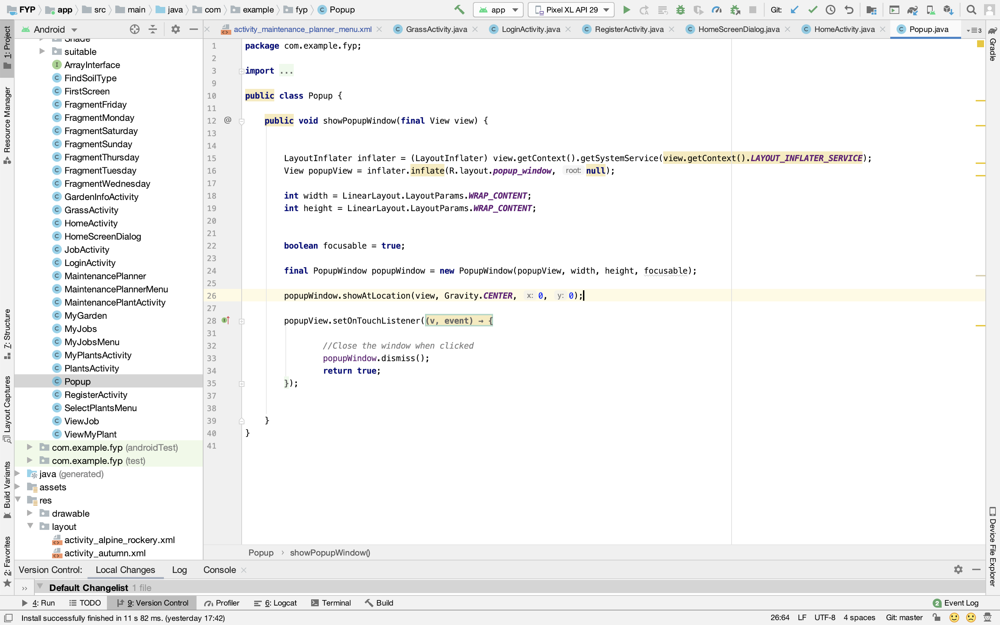 FYP app src main java com example fyp Popup app Pixel XL API 29 Git:
Android activity_maintenance_planner_menu.xml GrassActivity.java LoginActivity.java RegisterActivity.java HomeScreenDialog.java HomeActivity.java Popup.java 3
1: Project
Resource Manager
7: Structure
Layout Captures
Build Variants
2: Favorites
Shade
suitable
ArrayInterface
FindSoilType
FirstScreen
FragmentFriday
FragmentMonday
FragmentSaturday
FragmentSunday
FragmentThursday
FragmentTuesday
FragmentWednesday
GardenInfoActivity
GrassActivity
HomeActivity
HomeScreenDialog
JobActivity
LoginActivity
MaintenancePlanner
MaintenancePlannerMenu
MaintenancePlantActivity
MyGarden
MyJobs
MyJobsMenu
MyPlantsActivity
PlantsActivity
Popup
RegisterActivity
SelectPlantsMenu
ViewJob
ViewMyPlant
com.example.fyp (androidTest)
com.example.fyp (test)
java (generated)
assets
res
drawable
layout
activity_alpine_rockery.xml
activity_autumn.xml
1 package com.example.fyp;
2
3 import ...
9
10 public class Popup {
11
12 @ public void showPopupWindow(final View view) {
13
14
15 LayoutInflater inflater = (LayoutInflater) view.getContext().getSystemService(view.getContext().LAYOUT_INFLATER_SERVICE);
16 View popupView = inflater.inflate(R.layout.popup_window, root: null);
17
18 int width = LinearLayout.LayoutParams.WRAP_CONTENT;
19 int height = LinearLayout.LayoutParams.WRAP_CONTENT;
20
21
22 boolean focusable = true;
23
24 final PopupWindow popupWindow = new PopupWindow(popupView, width, height, focusable);
25
26 popupWindow.showAtLocation(view, Gravity.CENTER, x: 0, y: 0);
27
28 popupView.setOnTouchListener((v, event) → {
31
32 //Close the window when clicked
33 popupWindow.dismiss();
34 return true;
35 });
37
38
39 }
40 }
41
Popup › showPopupWindow()
Gradle
Device File Explorer
Version Control: Local Changes Log Console
›› Default Changelist 1 file
4: Run TODO 9: Version Control Profiler 6: Logcat Terminal Build 2 Event Log
Install successfully finished in 11 s 82 ms. (yesterday 17:42) 26:64 LF UTF-8 4 spaces Git: master